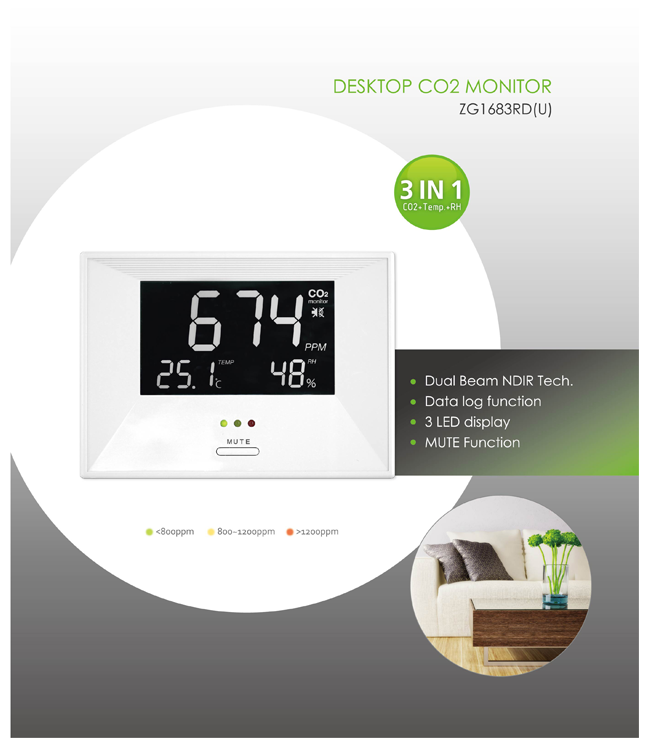 DESKTOP CO2 MONITOR
ZG1683RD(U)
3 IN 1
CO2+Temp.+RH
674
CO2
monitor
PPM
25.1
TEMP
°C
48
RH
%
MUTE
• Dual Beam NDIR Tech.
• Data log function
• 3 LED display
• MUTE Function
<800ppm 800-1200ppm >1200ppm